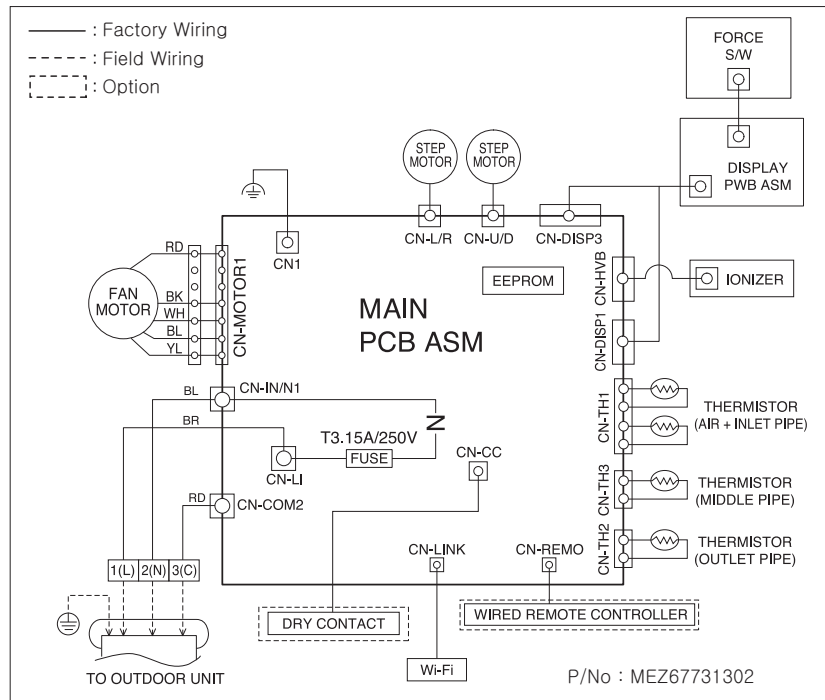 : Factory Wiring
: Field Wiring
: Option
FORCE
S/W
DISPLAY
PWB ASM
STEP
MOTOR
STEP
MOTOR
CN-L/R
CN-U/D
CN-DISP3
CN1
RD
BK
WH
BL
YL
FAN
MOTOR
CN-MOTOR1
MAIN
PCB ASM
EEPROM
CN-HVB
IONIZER
CN-DISP1
CN-TH1
THERMISTOR
(AIR + INLET PIPE)
CN-TH3
THERMISTOR
(MIDDLE PIPE)
CN-TH2
THERMISTOR
(OUTLET PIPE)
BL
CN-IN/N1
BR
T3.15A/250V
FUSE
N
CN-LI
CN-CC
RD
CN-COM2
CN-LINK
CN-REMO
1(L) 2(N) 3(C)
DRY CONTACT
WIRED REMOTE CONTROLLER
Wi-Fi
TO OUTDOOR UNIT
P/No : MEZ67731302